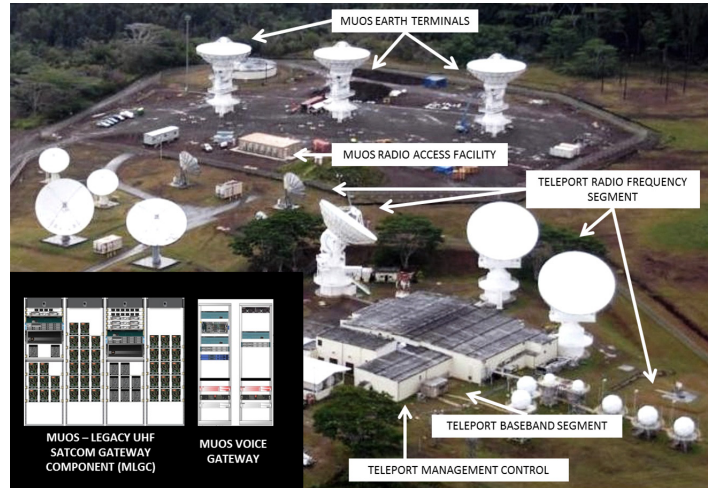 MUOS EARTH TERMINALS
MUOS RADIO ACCESS FACILITY
TELEPORT RADIO FREQUENCY
SEGMENT
MUOS – LEGACY UHF
SATCOM GATEWAY
COMPONENT (MLGC)
MUOS VOICE
GATEWAY
TELEPORT BASEBAND SEGMENT
TELEPORT MANAGEMENT CONTROL